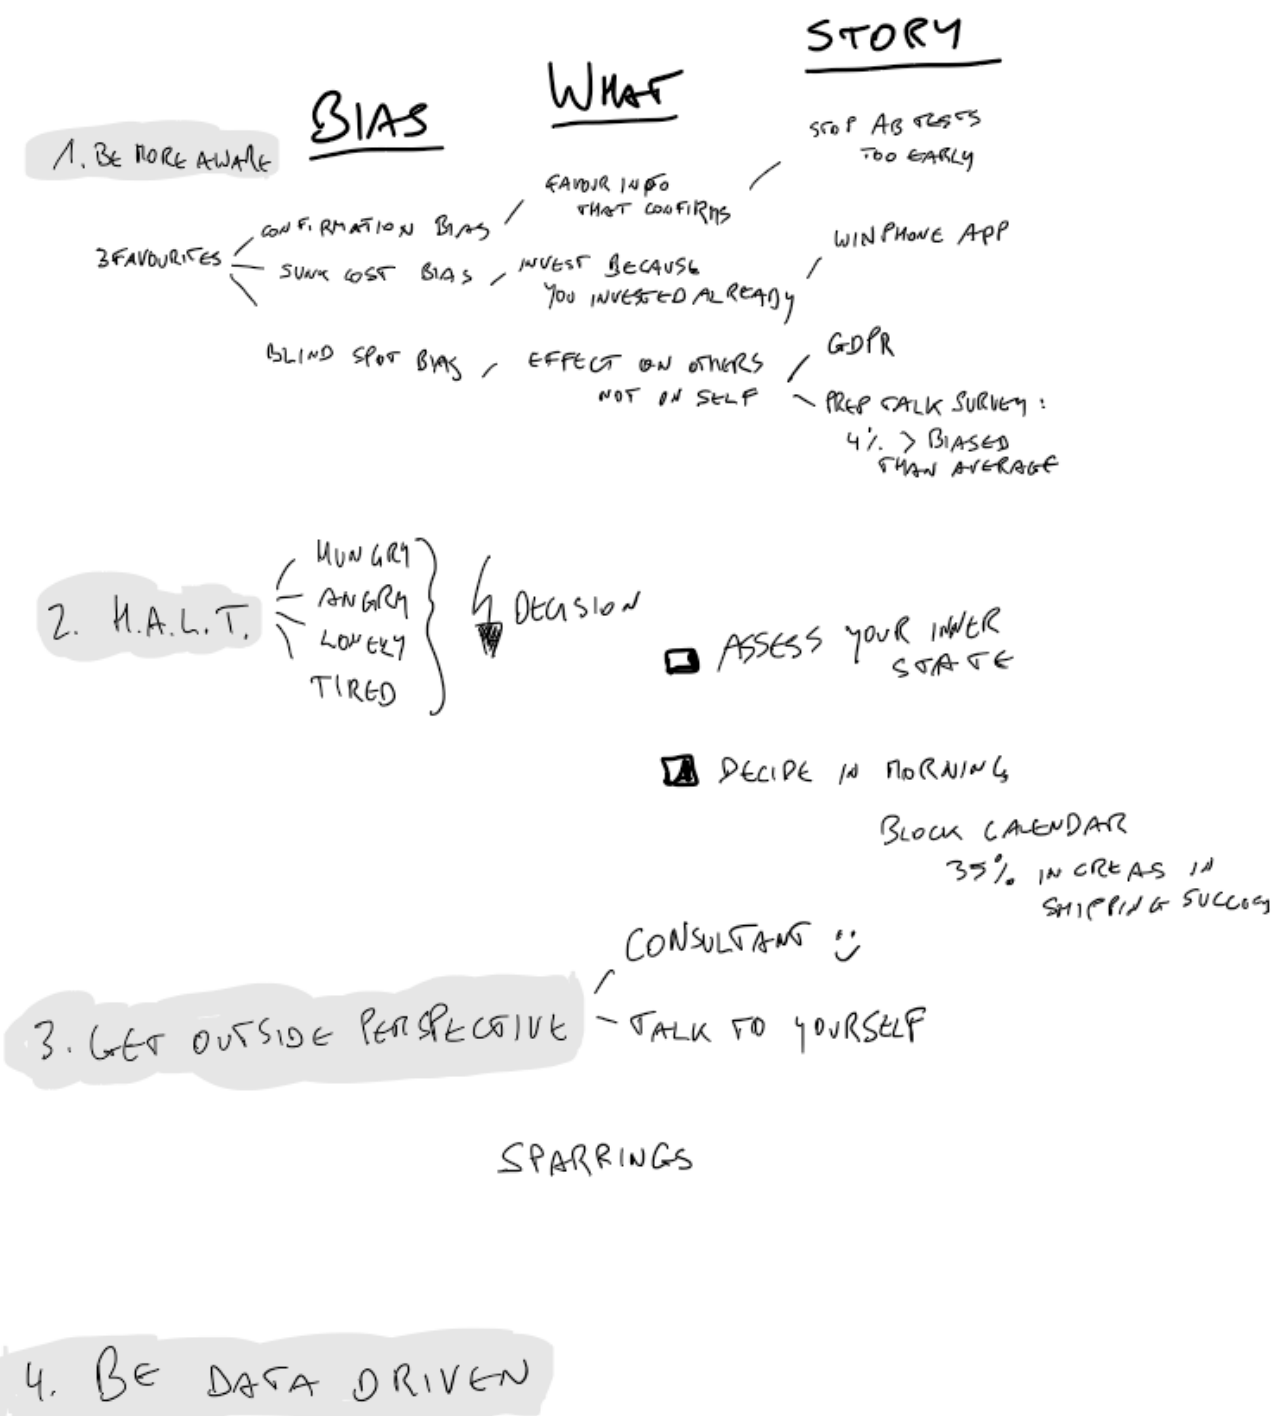 STORY
WHAT
BIAS
1. BE MORE AWARE
STOP AB TESTS
TOO EARLY
FAVOUR INFO
THAT CONFIRMS
CONFIRMATION BIAS
3 FAVOURITES
SUNK COST BIAS
INVEST BECAUSE
YOU INVESTED ALREADY
WINPHONE APP
BLIND SPOT BIAS
EFFECT ON OTHERS
NOT ON SELF
GDPR
PREP TALK SURVEY:
4% > BIASED
THAN AVERAGE
2. H.A.L.T.
HUNGRY
ANGRY
LONELY
TIRED
DECISION
ASSESS YOUR INNER
STATE
DECIDE IN MORNING
BLOCK CALENDAR
35% INCREAS IN
SHIPPING SUCCESS
3. GET OUTSIDE PERSPECTIVE
CONSULTANT
TALK TO YOURSELF
SPARRINGS
4. BE DATA DRIVEN